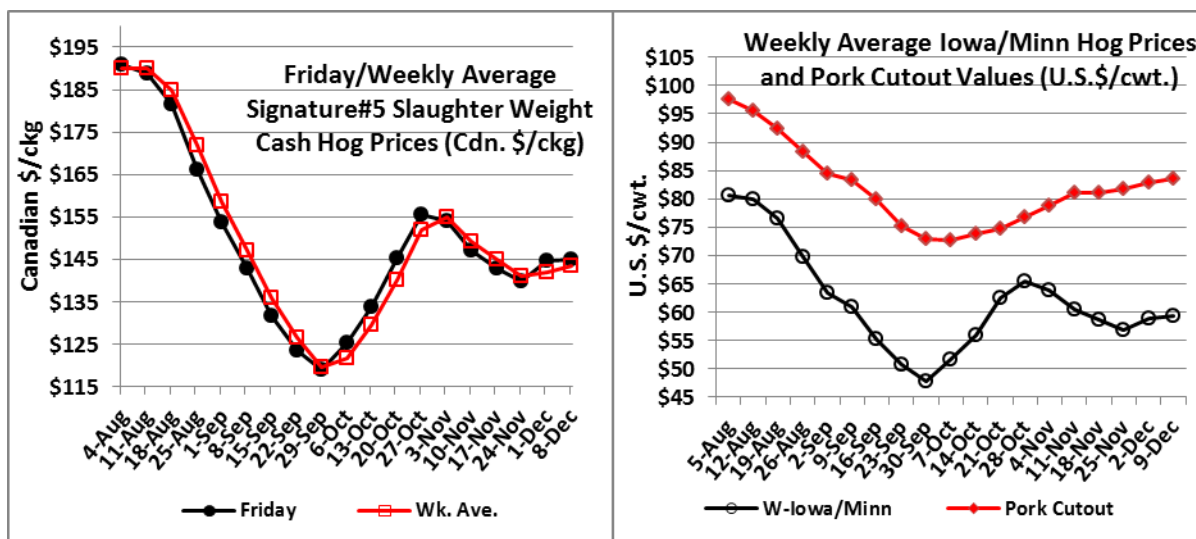 Friday/Weekly Average
Signature#5 Slaughter Weight
Cash Hog Prices (Cdn. $/ckg)
Canadian $/ckg
$195
$185
$175
$165
$155
$145
$135
$125
$115
4-Aug
11-Aug
18-Aug
25-Aug
1-Sep
8-Sep
15-Sep
22-Sep
29-Sep
6-Oct
13-Oct
20-Oct
27-Oct
3-Nov
10-Nov
17-Nov
24-Nov
1-Dec
8-Dec
Friday
Wk. Ave.
Weekly Average Iowa/Minn Hog Prices
and Pork Cutout Values (U.S.$/cwt.)
U.S. $/cwt.
$105
$100
$95
$90
$85
$80
$75
$70
$65
$60
$55
$50
$45
5-Aug
12-Aug
19-Aug
26-Aug
2-Sep
9-Sep
16-Sep
23-Sep
30-Sep
7-Oct
14-Oct
21-Oct
28-Oct
4-Nov
11-Nov
18-Nov
25-Nov
2-Dec
9-Dec
W-Iowa/Minn
Pork Cutout